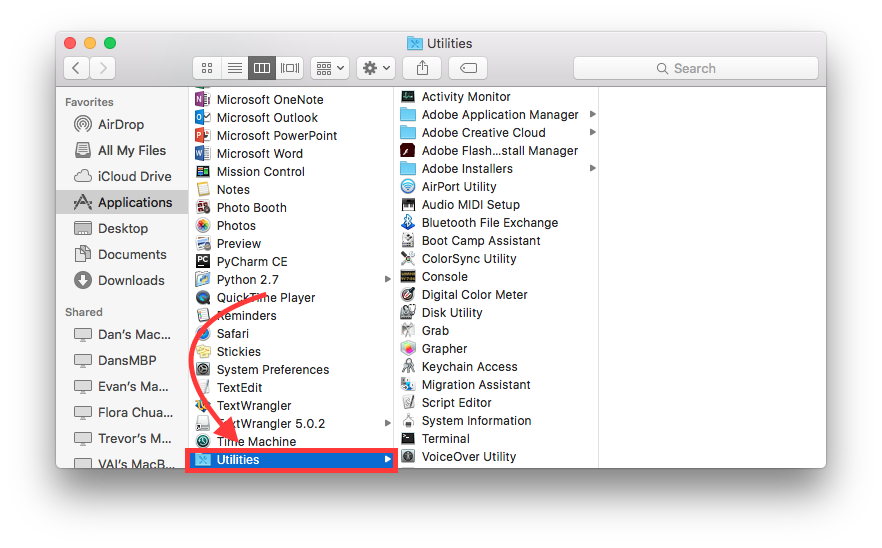 Utilities
Search
Favorites
AirDrop
All My Files
iCloud Drive
Applications
Desktop
Documents
Downloads
Shared
Dan's Mac...
DansMBP
Evan's Ma...
Flora Chua...
Trevor's M...
VAI's MacB...
Microsoft OneNote
Microsoft Outlook
Microsoft PowerPoint
Microsoft Word
Mission Control
Notes
Photo Booth
Photos
Preview
PyCharm CE
Python 2.7
QuickTime Player
Reminders
Safari
Stickies
System Preferences
TextEdit
TextWrangler
TextWrangler 5.0.2
Time Machine
Utilities
Activity Monitor
Adobe Application Manager
Adobe Creative Cloud
Adobe Flash...stall Manager
Adobe Installers
AirPort Utility
Audio MIDI Setup
Bluetooth File Exchange
Boot Camp Assistant
ColorSync Utility
Console
Digital Color Meter
Disk Utility
Grab
Grapher
Keychain Access
Migration Assistant
Script Editor
System Information
Terminal
VoiceOver Utility